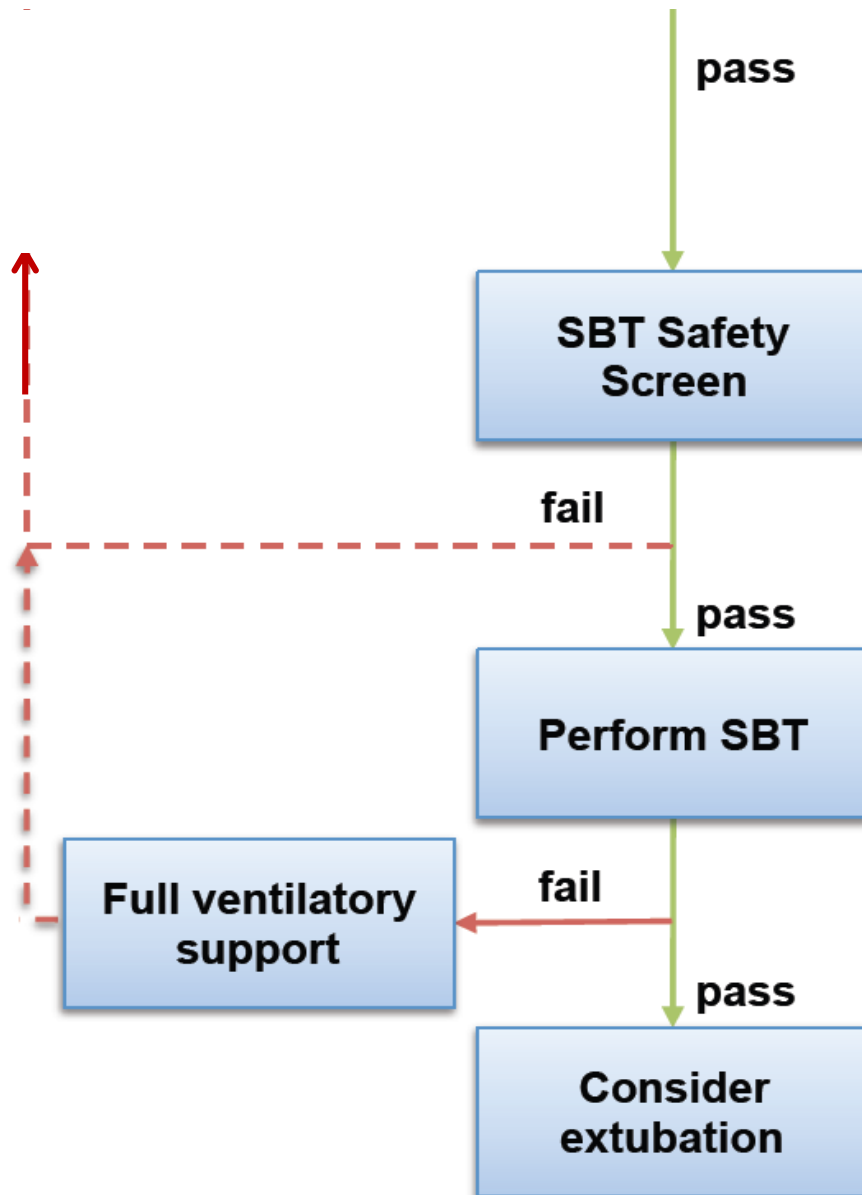 pass
SBT Safety
Screen
fail
pass
Perform SBT
fail
Full ventilatory
support
pass
Consider
extubation